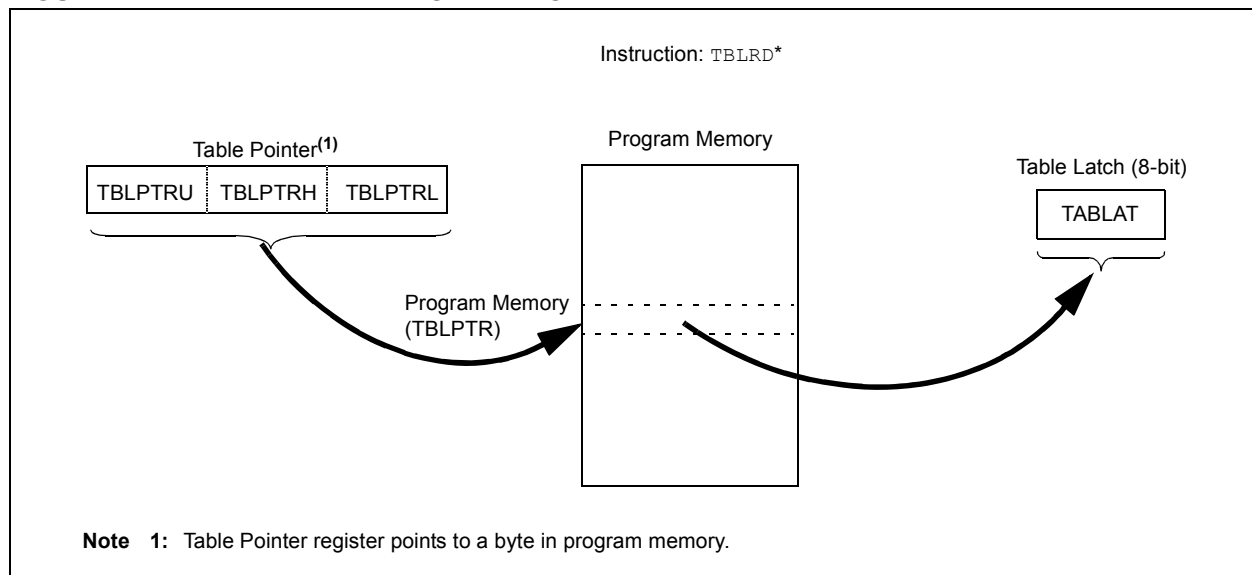 Instruction: TBLRD*
Program Memory
Table Pointer(1)
Table Latch (8-bit)
TBLPTRU TBLPTRH TBLPTRL
TABLAT
Program Memory
(TBLPTR)
Note 1: Table Pointer register points to a byte in program memory.